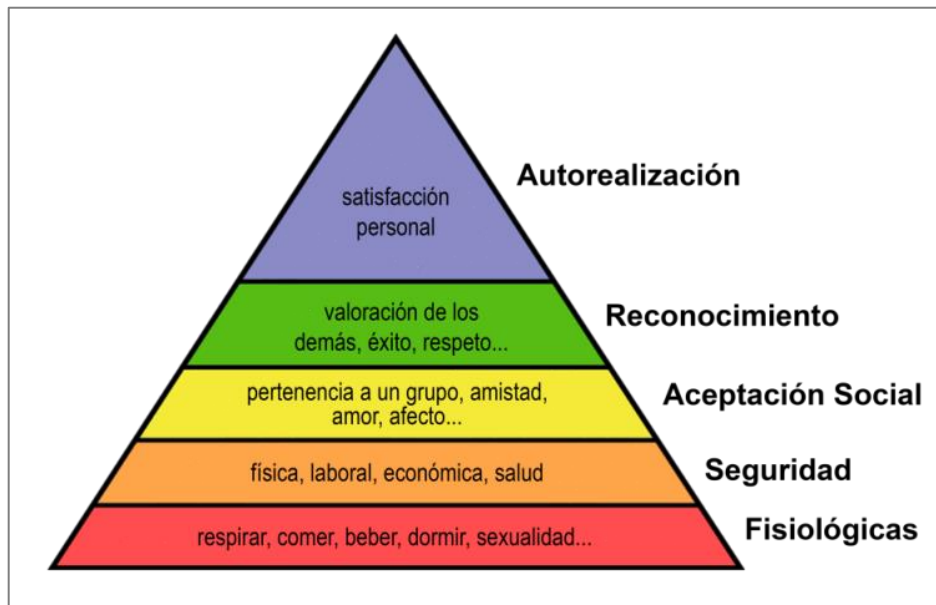 satisfacción
personal
Autorealización
valoración de los
demás, éxito, respeto...
Reconocimiento
pertenencia a un grupo, amistad,
amor, afecto...
Aceptación Social
física, laboral, económica, salud
Seguridad
respirar, comer, beber, dormir, sexualidad...
Fisiológicas